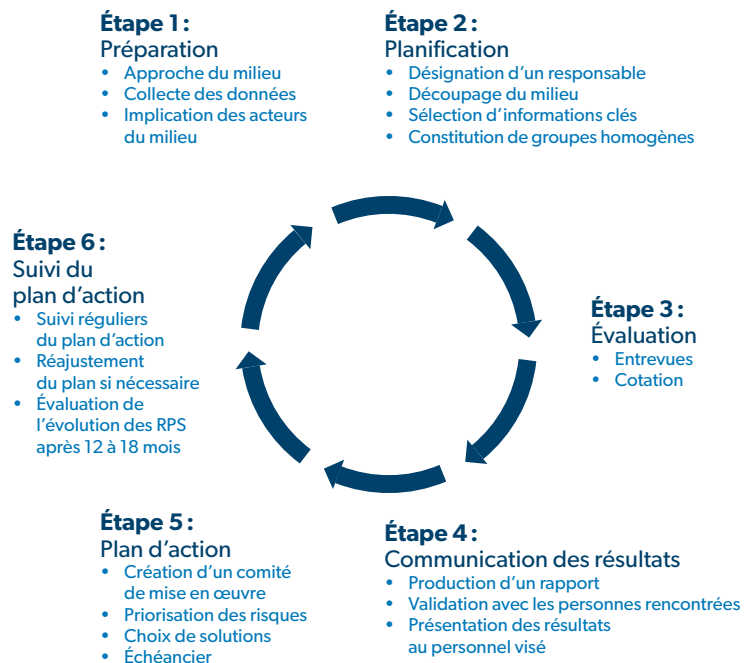 Étape 1 :
Préparation
• Approche du milieu
• Collecte des données
• Implication des acteurs
du milieu
Étape 2 :
Planification
• Désignation d’un responsable
• Découpage du milieu
• Sélection d’informations clés
• Constitution de groupes homogènes
Étape 3 :
Évaluation
• Entrevues
• Cotation
Étape 4 :
Communication des résultats
• Production d’un rapport
• Validation avec les personnes rencontrées
• Présentation des résultats
au personnel visé
Étape 5 :
Plan d’action
• Création d’un comité
de mise en œuvre
• Priorisation des risques
• Choix de solutions
• Échéancier
Étape 6 :
Suivi du
plan d’action
• Suivi réguliers
du plan d’action
• Réajustement
du plan si nécessaire
• Évaluation de
l’évolution des RPS
après 12 à 18 mois